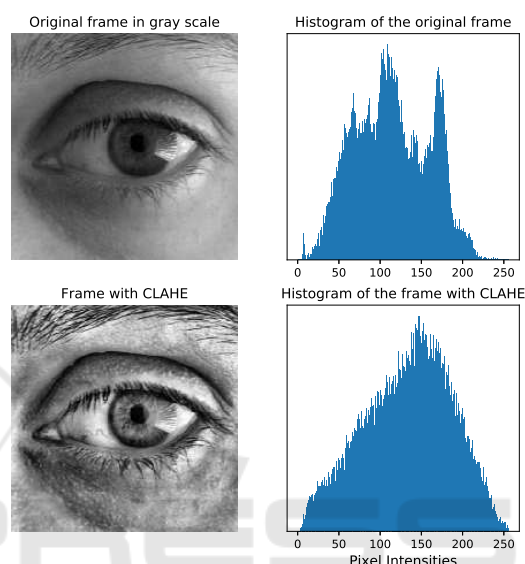 Original frame in gray scale
Histogram of the original frame
0 50 100 150 200 250
Frame with CLAHE
Histogram of the frame with CLAHE
0 50 100 150 200 250
Pixel Intensities